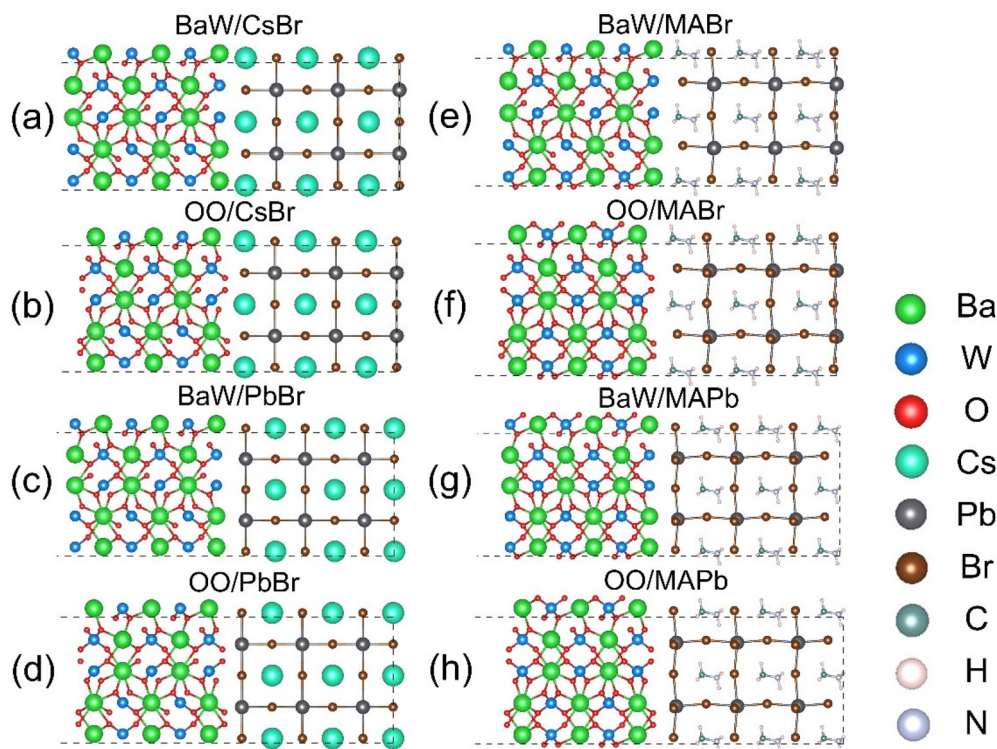 BaW/CsBr
(a)
OO/CsBr
(b)
BaW/PbBr
(c)
OO/PbBr
(d)
BaW/MABr
(e)
OO/MABr
(f)
BaW/MAPb
(g)
OO/MAPb
(h)
Ba
W
O
Cs
Pb
Br
C
H
N